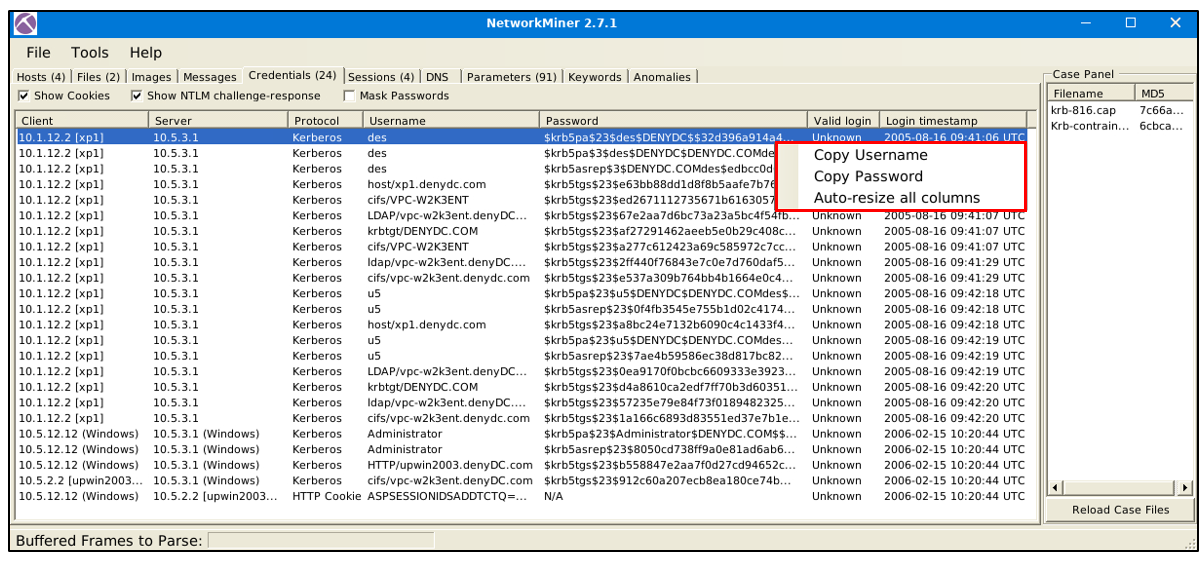 NetworkMiner 2.7.1
File Tools Help
Hosts (4) Files (2) Images Messages Credentials (24) Sessions (4) DNS Parameters (91) Keywords Anomalies
Show Cookies Show NTLM challenge-response Mask Passwords
Client Server Protocol Username Password Valid login Login timestamp
10.1.12.2 [xp1] 10.5.3.1 Kerberos des $krb5pa$23$des$DENYDC$$32d396a914a4... Unknown 2005-08-16 09:41:06 UTC
10.1.12.2 [xp1] 10.5.3.1 Kerberos des $krb5pa$3$des$DENYDC$DENYDC.COMde
10.1.12.2 [xp1] 10.5.3.1 Kerberos des $krb5asrep$3$DENYDC.COMdes$edbcc0d
10.1.12.2 [xp1] 10.5.3.1 Kerberos host/xp1.denydc.com $krb5tgs$23$e63bb88dd1d8f8b5aafe7b76
10.1.12.2 [xp1] 10.5.3.1 Kerberos cifs/VPC-W2K3ENT $krb5tgs$23$ed2671112735671b6163057
10.1.12.2 [xp1] 10.5.3.1 Kerberos LDAP/vpc-w2k3ent.denyDC... $krb5tgs$23$67e2aa7d6bc73a23a5bc4f54fb... Unknown 2005-08-16 09:41:07 UTC
10.1.12.2 [xp1] 10.5.3.1 Kerberos krbtgt/DENYDC.COM $krb5tgs$23$af27291462aeeb5e0b29c408c... Unknown 2005-08-16 09:41:07 UTC
10.1.12.2 [xp1] 10.5.3.1 Kerberos cifs/VPC-W2K3ENT $krb5tgs$23$a277c612423a69c585972c7cc... Unknown 2005-08-16 09:41:07 UTC
10.1.12.2 [xp1] 10.5.3.1 Kerberos ldap/vpc-w2k3ent.denyDC.... $krb5tgs$23$2ff440f76843e7c0e7d760daf5... Unknown 2005-08-16 09:41:29 UTC
10.1.12.2 [xp1] 10.5.3.1 Kerberos cifs/vpc-w2k3ent.denydc.com $krb5tgs$23$e537a309b764bb4b1664e0c4... Unknown 2005-08-16 09:41:29 UTC
10.1.12.2 [xp1] 10.5.3.1 Kerberos u5 $krb5pa$23$u5$DENYDC$DENYDC.COMdes$... Unknown 2005-08-16 09:42:18 UTC
10.1.12.2 [xp1] 10.5.3.1 Kerberos u5 $krb5asrep$23$0f4fb3545e755b1d02c4174... Unknown 2005-08-16 09:42:18 UTC
10.1.12.2 [xp1] 10.5.3.1 Kerberos host/xp1.denydc.com $krb5tgs$23$a8bc24e7132b6090c4c1433f4... Unknown 2005-08-16 09:42:18 UTC
10.1.12.2 [xp1] 10.5.3.1 Kerberos u5 $krb5pa$23$u5$DENYDC$DENYDC.COMdes$... Unknown 2005-08-16 09:42:19 UTC
10.1.12.2 [xp1] 10.5.3.1 Kerberos u5 $krb5asrep$23$7ae4b59586ec38d817bc82... Unknown 2005-08-16 09:42:19 UTC
10.1.12.2 [xp1] 10.5.3.1 Kerberos LDAP/vpc-w2k3ent.denyDC... $krb5tgs$23$0ea9170f0bcbc6609333e3923... Unknown 2005-08-16 09:42:19 UTC
10.1.12.2 [xp1] 10.5.3.1 Kerberos krbtgt/DENYDC.COM $krb5tgs$23$d4a8610ca2edf7ff70b3d60351... Unknown 2005-08-16 09:42:20 UTC
10.1.12.2 [xp1] 10.5.3.1 Kerberos ldap/vpc-w2k3ent.denyDC.... $krb5tgs$23$57235e79e84f73f0189482325... Unknown 2005-08-16 09:42:20 UTC
10.1.12.2 [xp1] 10.5.3.1 Kerberos cifs/vpc-w2k3ent.denydc.com $krb5tgs$23$1a166c6893d83551ed37e7b1e... Unknown 2005-08-16 09:42:20 UTC
10.5.12.12 (Windows) 10.5.3.1 (Windows) Kerberos Administrator $krb5pa$23$Administrator$DENYDC.COM$$... Unknown 2006-02-15 10:20:44 UTC
10.5.12.12 (Windows) 10.5.3.1 (Windows) Kerberos Administrator $krb5asrep$23$8050cd738ff9a0e81ad6ab6... Unknown 2006-02-15 10:20:44 UTC
10.5.12.12 (Windows) 10.5.3.1 (Windows) Kerberos HTTP/upwin2003.denyDC.com $krb5tgs$23$b558847e2aa7f0d27cd94652c... Unknown 2006-02-15 10:20:44 UTC
10.5.2.2 [upwin2003... 10.5.3.1 (Windows) Kerberos cifs/vpc-w2k3ent.denyDC.com $krb5tgs$23$912c60a207ecb8ea180ce74b... Unknown 2006-02-15 10:20:44 UTC
10.5.12.12 (Windows) 10.5.2.2 [upwin2003... HTTP Cookie ASPSESSIONIDSADDTCTQ=... N/A Unknown 2006-02-15 10:20:44 UTC
Copy Username
Copy Password
Auto-resize all columns
Case Panel
Filename MD5
krb-816.cap 7c66a...
Krb-contrain... 6cbca...
Reload Case Files
Buffered Frames to Parse: